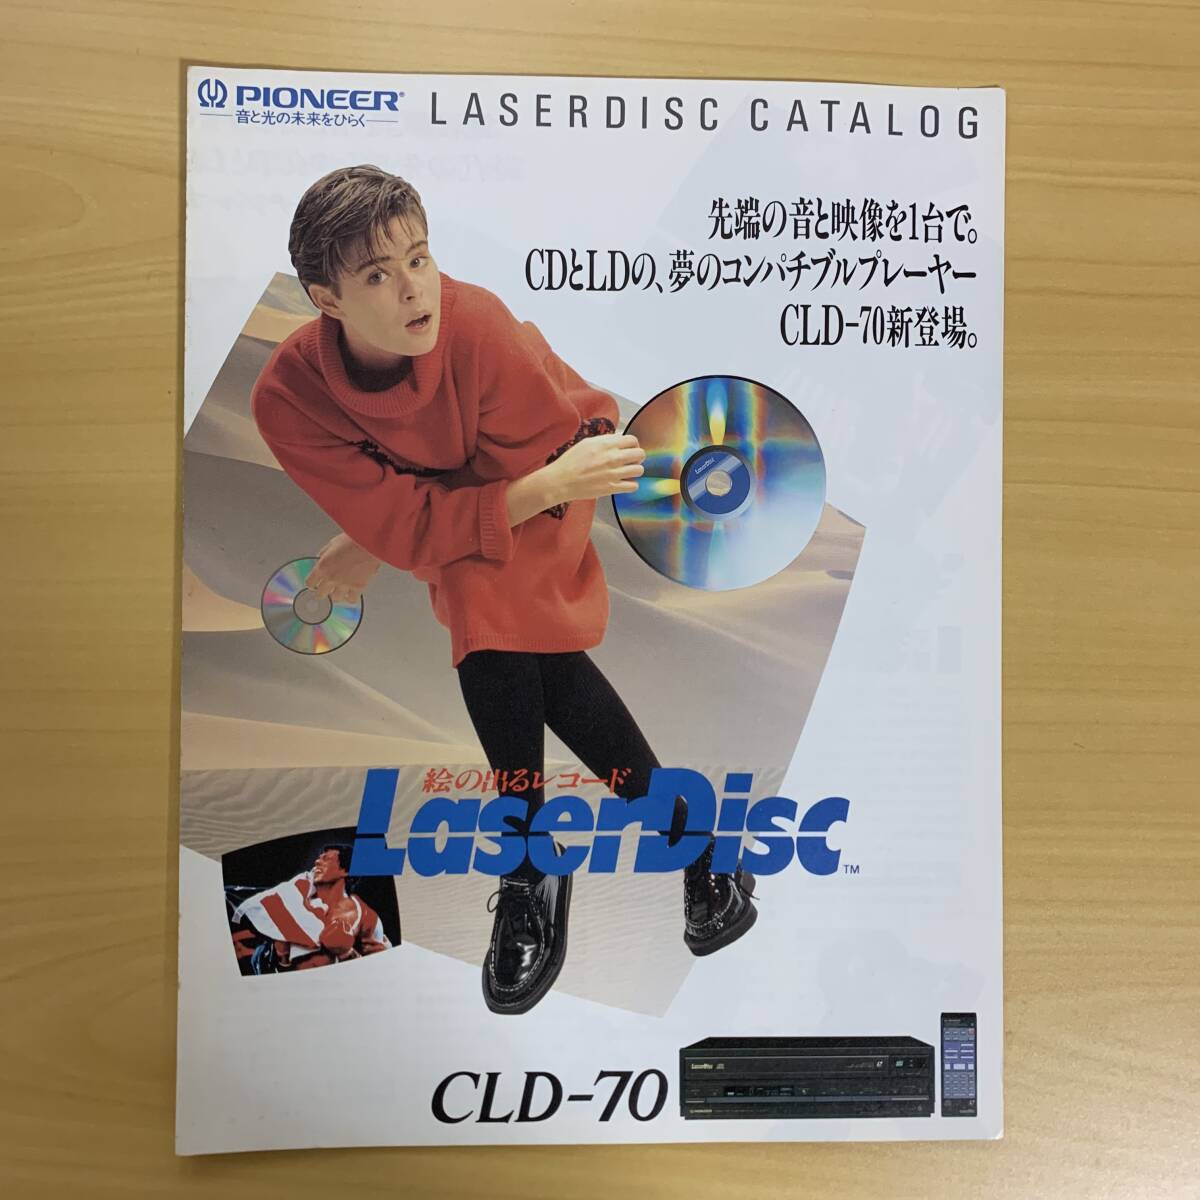 PIONEER®
音と光の未来をひらく
LASERDISC CATALOG
先端の音と映像を1台で。
CDとLDの、夢のコンパチブルプレーヤー
CLD-70新登場。
LaserDisc
絵の出るレコード
LaserDisc™
CLD-70
LaserDisc
PIONEER